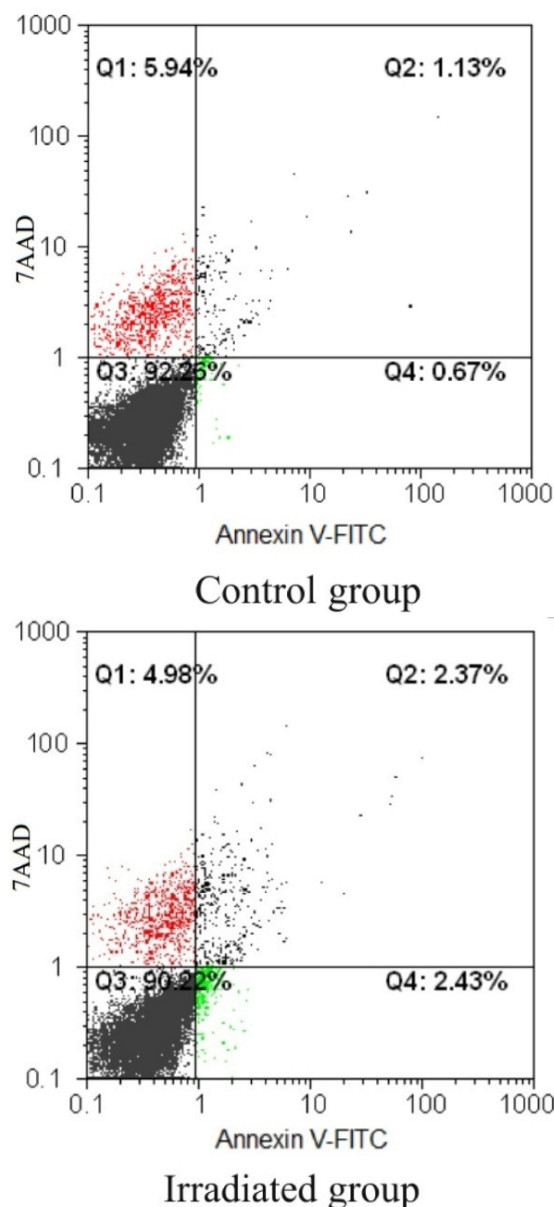 1000
Q1: 5.94% Q2: 1.13%
100
7AAD
10
1
Q3: 92.26% Q4: 0.67%
0.1
0.1 1 10 100 1000
Annexin V-FITC
Control group
1000
Q1: 4.98% Q2: 2.37%
100
7AAD
10
1
Q3: 90.22% Q4: 2.43%
0.1
0.1 1 10 100 1000
Annexin V-FITC
Irradiated group